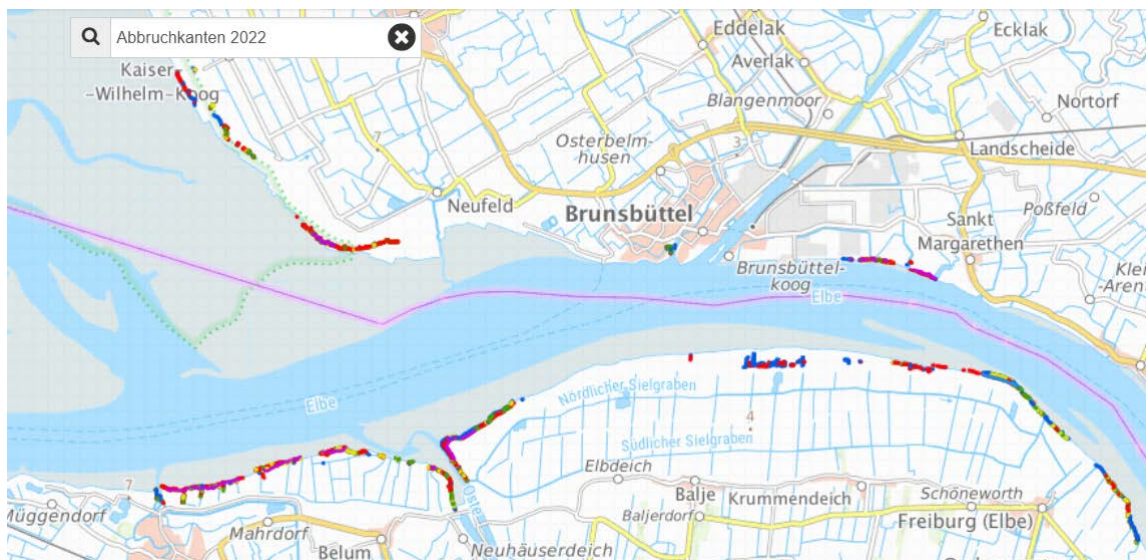 Abbruchkanten 2022
Eddelak
Ecklak
Averlak
Kaiser-
-Wilhelm-Koog
Blangenmoor
Nortorf
7
Osterbelm-
husen
3
Landscheide
Neufeld
Brunsbüttel
Poßfeld
Sankt
Margarethen
Brunsbüttel-
koog
Klei
-Aren
Elbe
Elbe
Nördlicher Sielgraben
4
Südlicher Sielgraben
Elbdeich
Oste
7
Balje
Krummendeich
Schöneworth
Müggendorf
Baljerdorf
Freiburg (Elbe)
Mahrdorf
Belum
Neuhäuserdeich